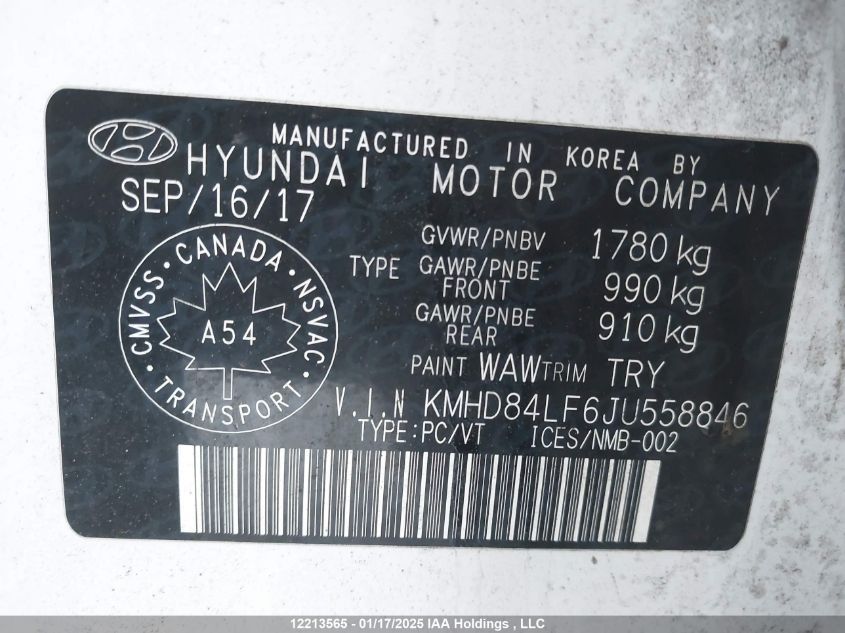 MANUFACTURED IN KOREA BY
HYUNDAI MOTOR COMPANY
SEP/16/17
GVWR/PNBV 1780 kg
TYPE GAWR/PNBE FRONT 990 kg
GAWR/PNBE REAR 910 kg
PAINT WAW TRIM TRY
V.I.N KMHD84LF6JU558846
TYPE:PC/VT ICES/NMB-002
CMVSS · CANADA · NSVAC · TRANSPORT ·
A54
12213565 - 01/17/2025 IAA Holdings , LLC